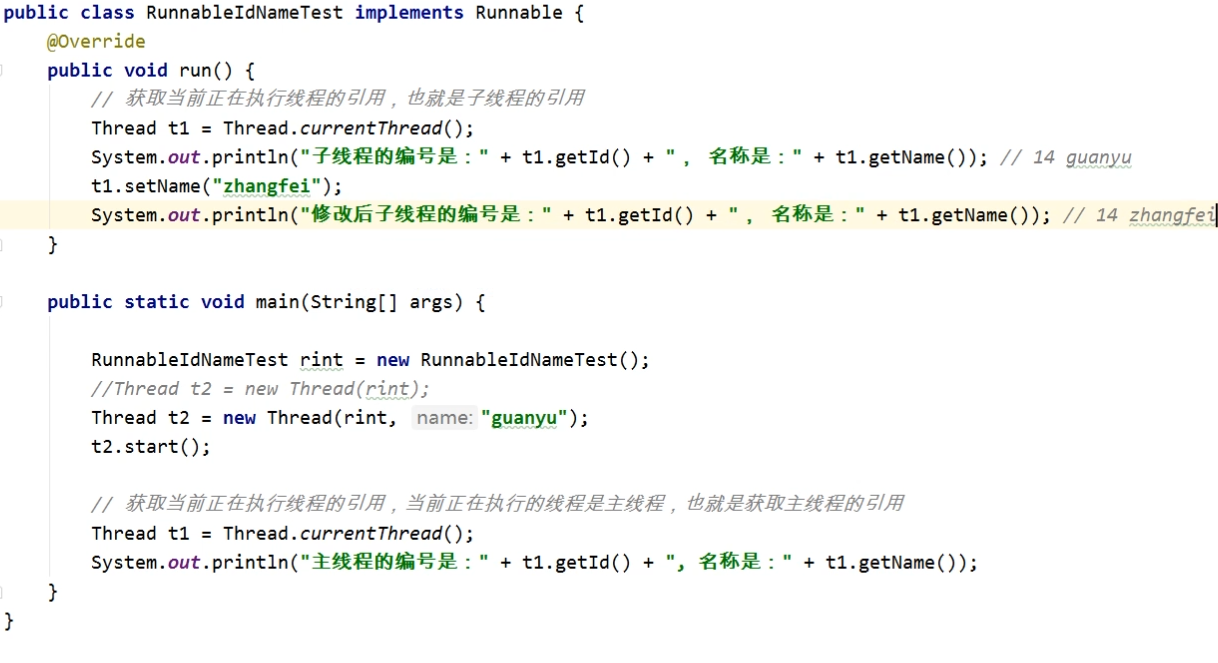 public class RunnableIdNameTest implements Runnable {
@Override
public void run() {
// 获取当前正在执行线程的引用，也就是子线程的引用
Thread t1 = Thread.currentThread();
System.out.println("子线程的编号是：" + t1.getId() + ", 名称是：" + t1.getName()); // 14 guanyu
t1.setName("zhangfei");
System.out.println("修改后子线程的编号是：" + t1.getId() + ", 名称是：" + t1.getName()); // 14 zhangfei
}
public static void main(String[] args) {
RunnableIdNameTest rint = new RunnableIdNameTest();
//Thread t2 = new Thread(rint);
Thread t2 = new Thread(rint, name: "guanyu");
t2.start();
// 获取当前正在执行线程的引用，当前正在执行的线程是主线程，也就是获取主线程的引用
Thread t1 = Thread.currentThread();
System.out.println("主线程的编号是：" + t1.getId() + ", 名称是：" + t1.getName());
}
}